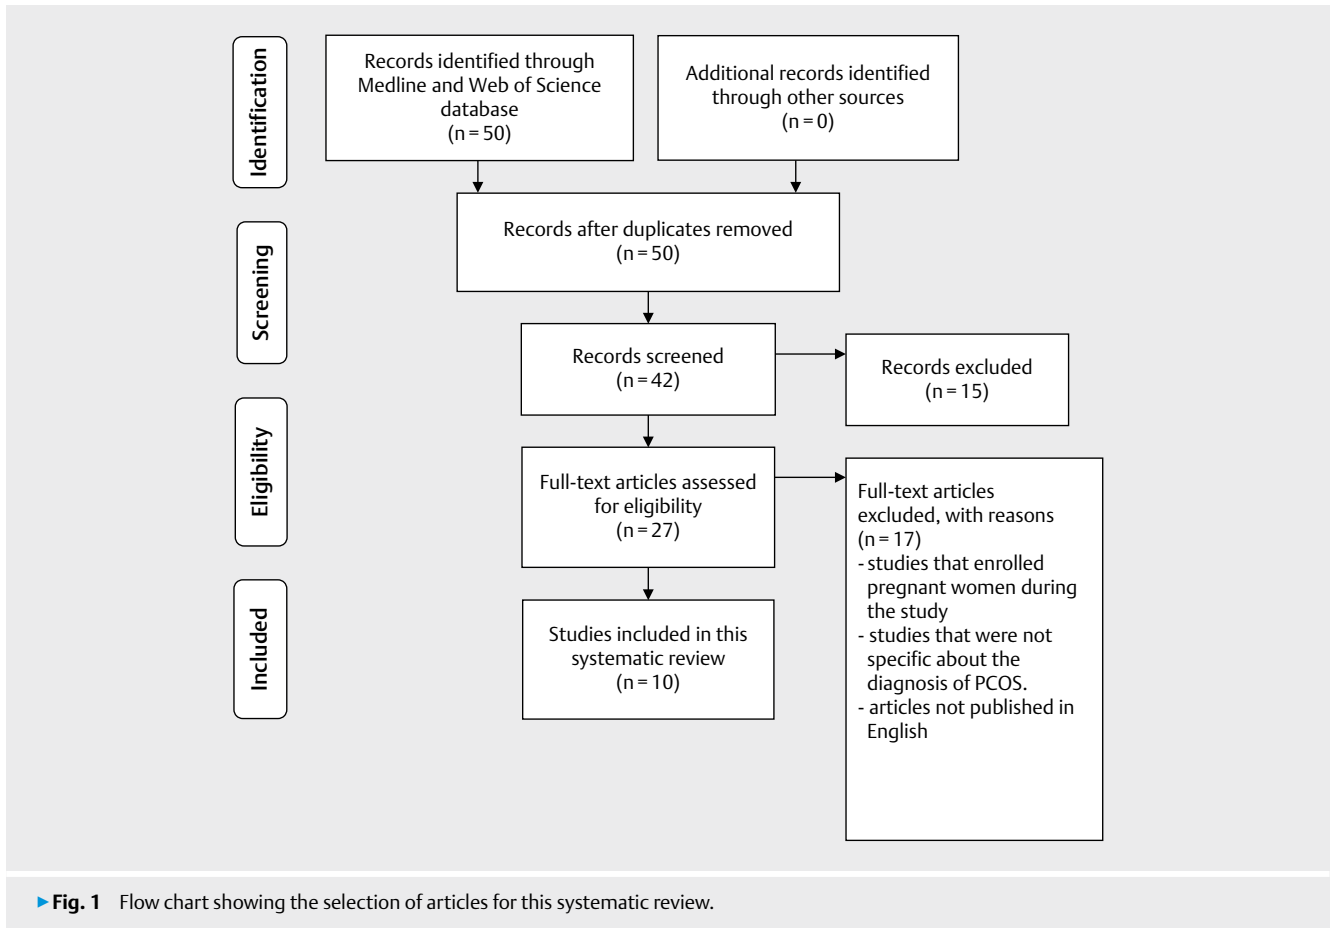 Identification
Records identified through
Medline and Web of Science
database
(n = 50)
Additional records identified
through other sources
(n = 0)
Screening
Records after duplicates removed
(n = 50)
Records screened
(n = 42)
Records excluded
(n = 15)
Eligibility
Full-text articles assessed
for eligibility
(n = 27)
Full-text articles
excluded, with reasons
(n = 17)
- studies that enrolled
pregnant women during
the study
- studies that were not
specific about the
diagnosis of PCOS.
- articles not published in
English
Included
Studies included in this
systematic review
(n = 10)
▶ Fig. 1 Flow chart showing the selection of articles for this systematic review.